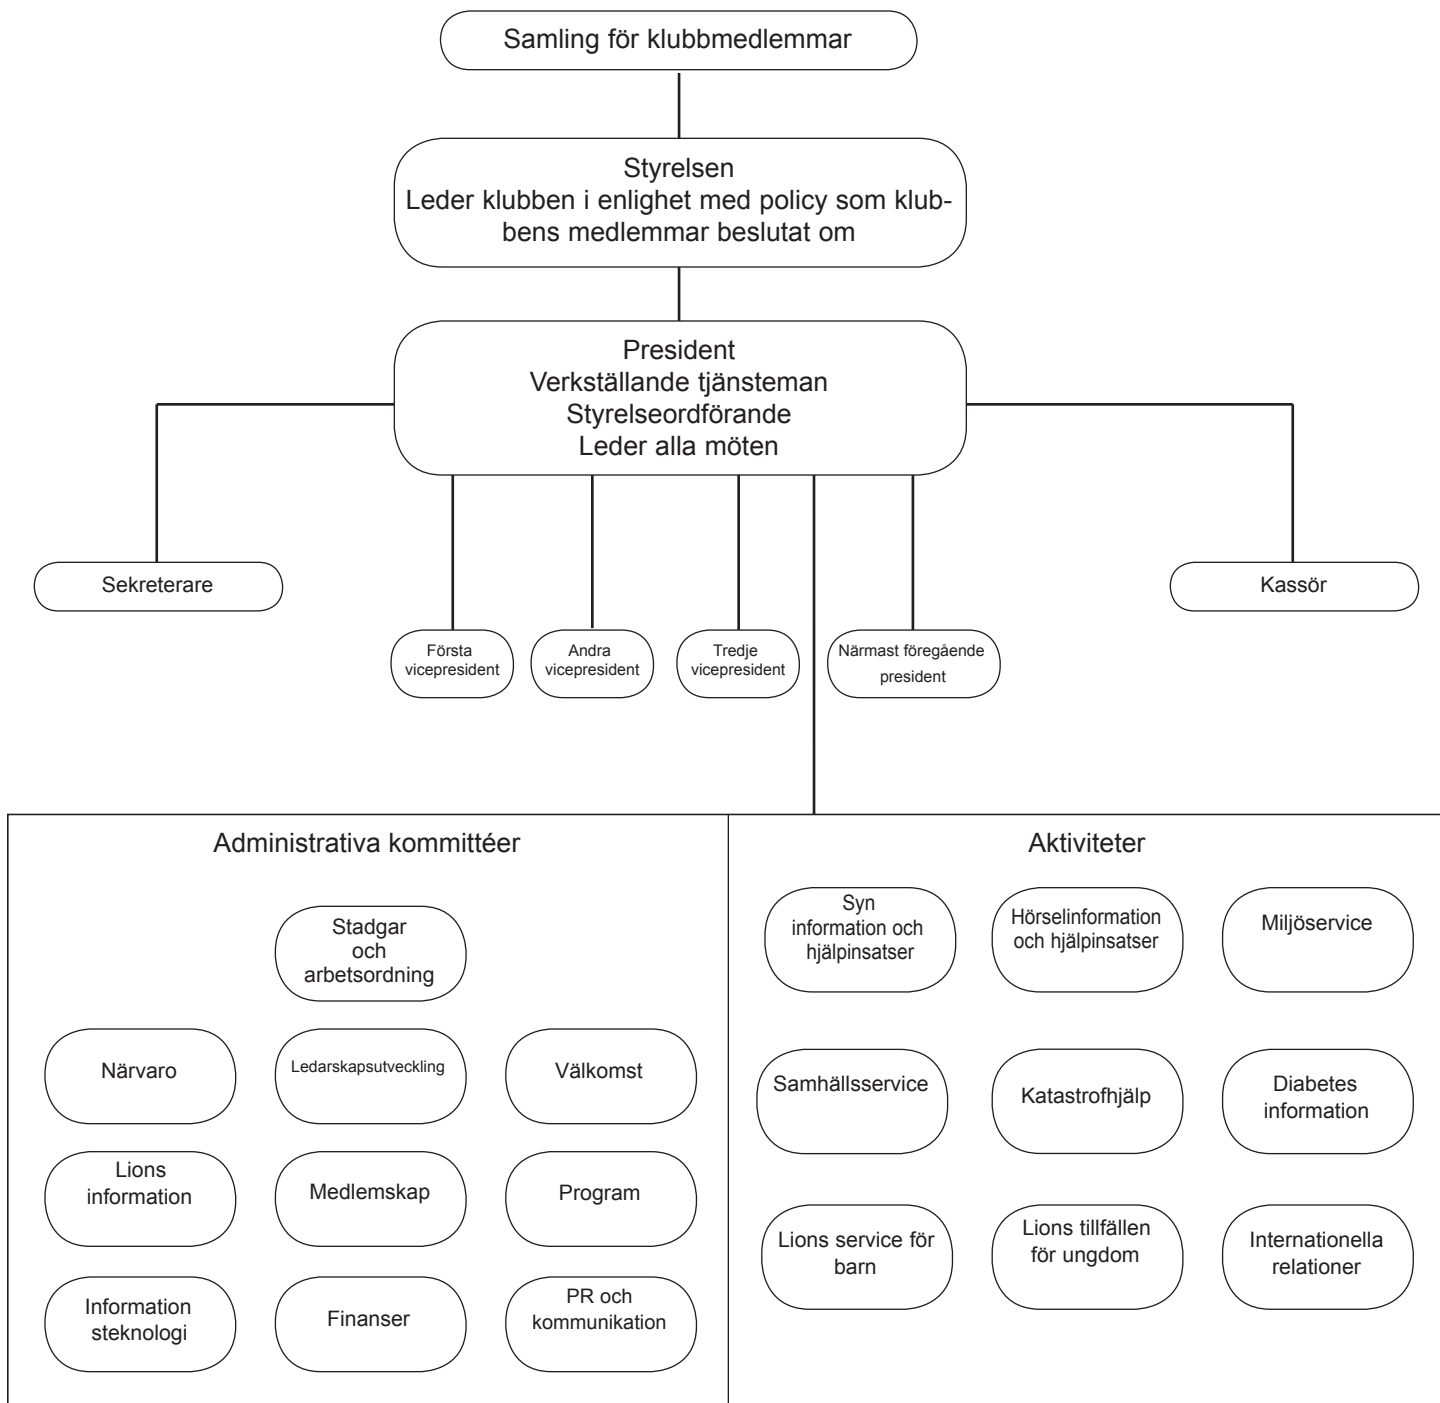 Samling för klubbmedlemmar
Styrelsen
Leder klubben i enlighet med policy som klub-
bens medlemmar beslutat om
President
Verkställande tjänsteman
Styrelseordförande
Leder alla möten
Sekreterare
Kassör
Första
vicepresident
Andra
vicepresident
Tredje
vicepresident
Närmast föregående
president
Administrativa kommittéer
Stadgar
och
arbetsordning
Närvaro
Ledarskapsutveckling
Välkomst
Lions
information
Medlemskap
Program
Information
steknologi
Finanser
PR och
kommunikation
Aktiviteter
Syn
information och
hjälpinsatser
Hörselinformation
och hjälpinsatser
Miljöservice
Samhällsservice
Katastrofhjälp
Diabetes
information
Lions service för
barn
Lions tillfällen
för ungdom
Internationella
relationer